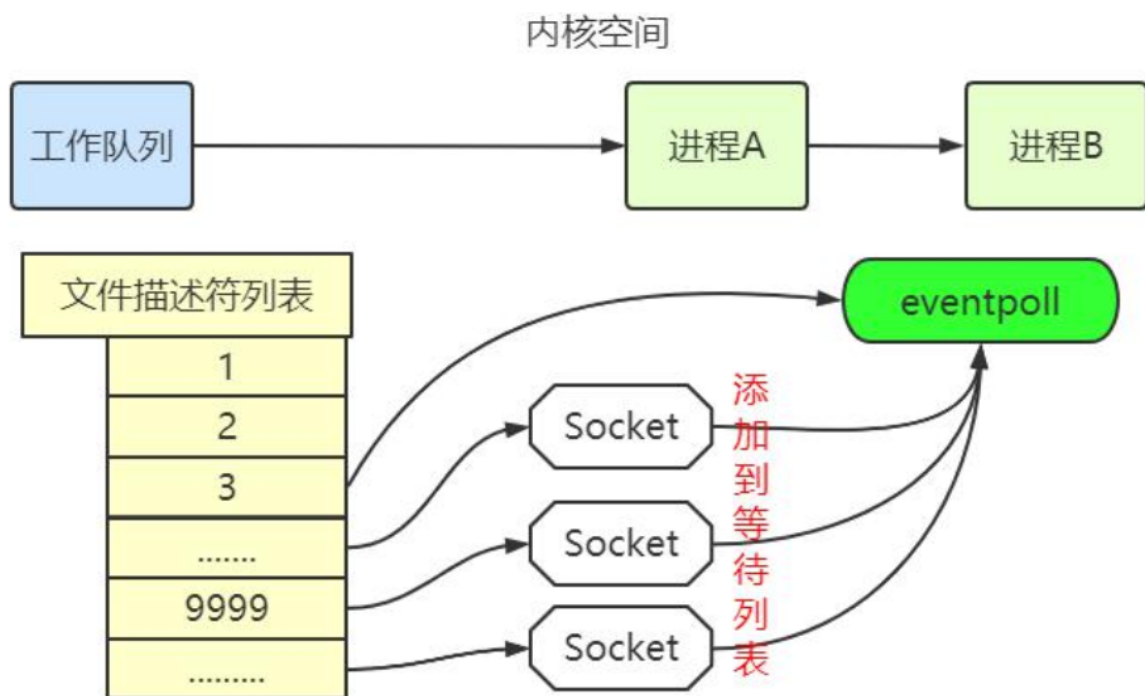 内核空间
工作队列
进程A
进程B
文件描述符列表
1
2
3
.......
9999
.........
eventpoll
Socket
Socket
Socket
添加到等待列表